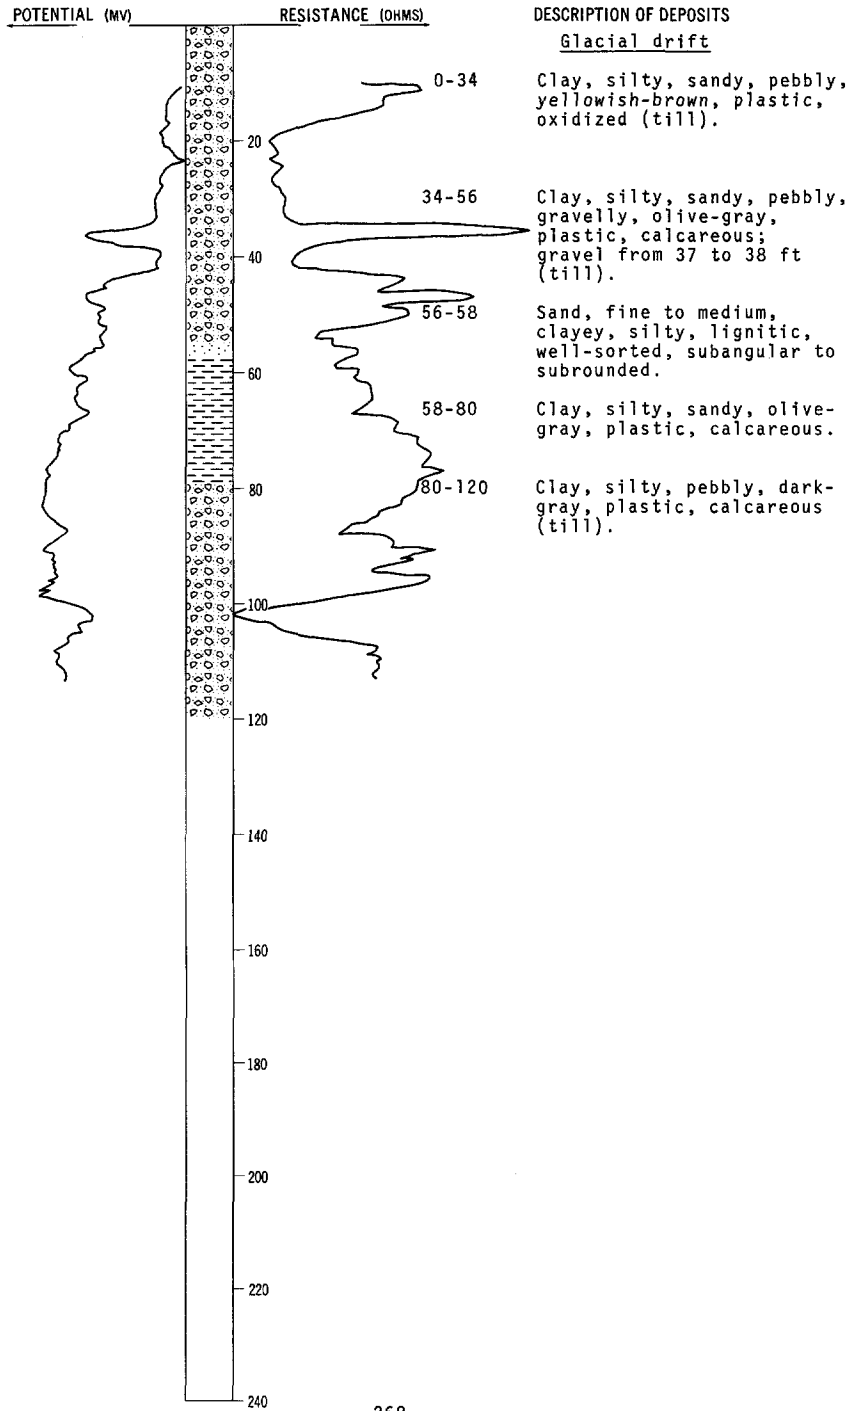 POTENTIAL (MV) RESISTANCE (OHMS) DESCRIPTION OF DEPOSITS
Glacial drift
0-34 Clay, silty, sandy, pebbly,
yellowish-brown, plastic,
oxidized (till).
20
34-56 Clay, silty, sandy, pebbly,
gravelly, olive-gray,
plastic, calcareous;
40 gravel from 37 to 38 ft
(till).
56-58 Sand, fine to medium,
clayey, silty, lignitic,
well-sorted, subangular to
60 subrounded.
58-80 Clay, silty, sandy, olive-
gray, plastic, calcareous.
80 80-120 Clay, silty, pebbly, dark-
gray, plastic, calcareous
(till).
100
120
140
160
180
200
220
240